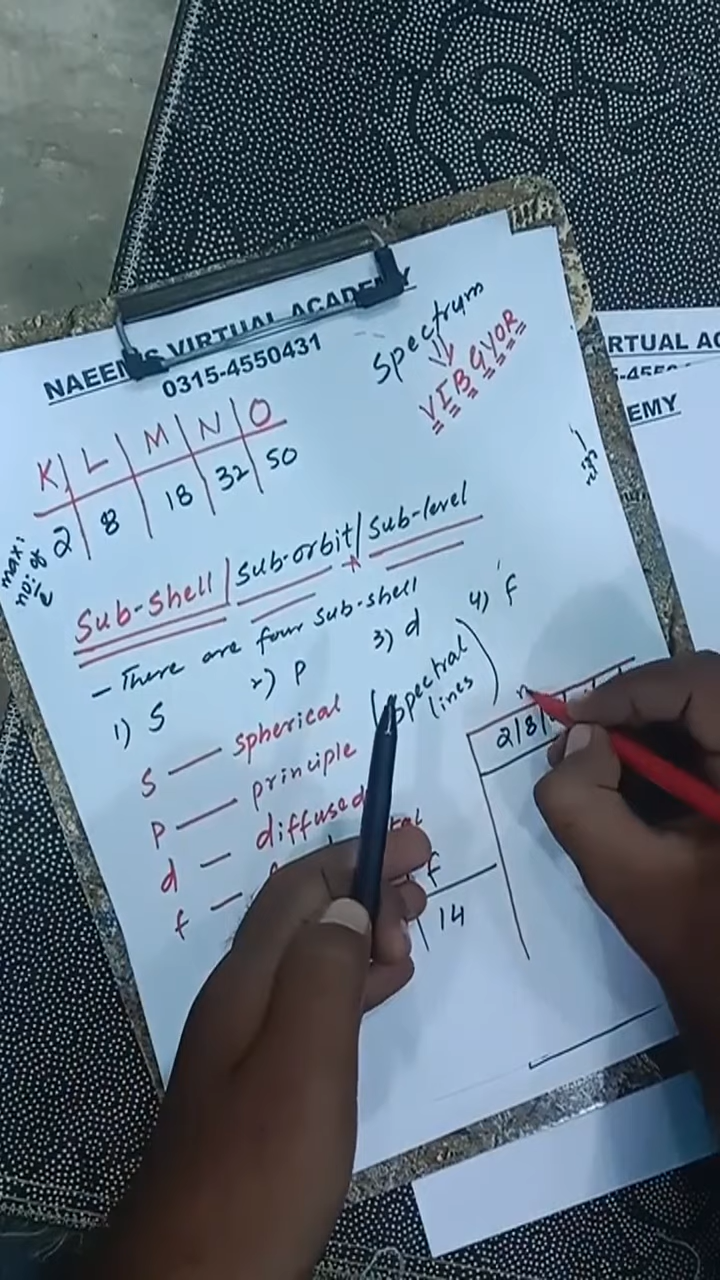 NAEEM'S VIRTUAL ACADEMY
0315-4550431
Spectrum
VIBGYOR
K L M N O
max: no: of e⁻ 2 8 18 32 50
Sub-Shell / Sub-orbit / Sub-level
- There are four Sub-shell
1) S 2) P 3) d 4) f
S — spherical (spectral lines)
P — principle
d — diffused
f —
f
14
2 | 8 |
RTUAL AC
EMY